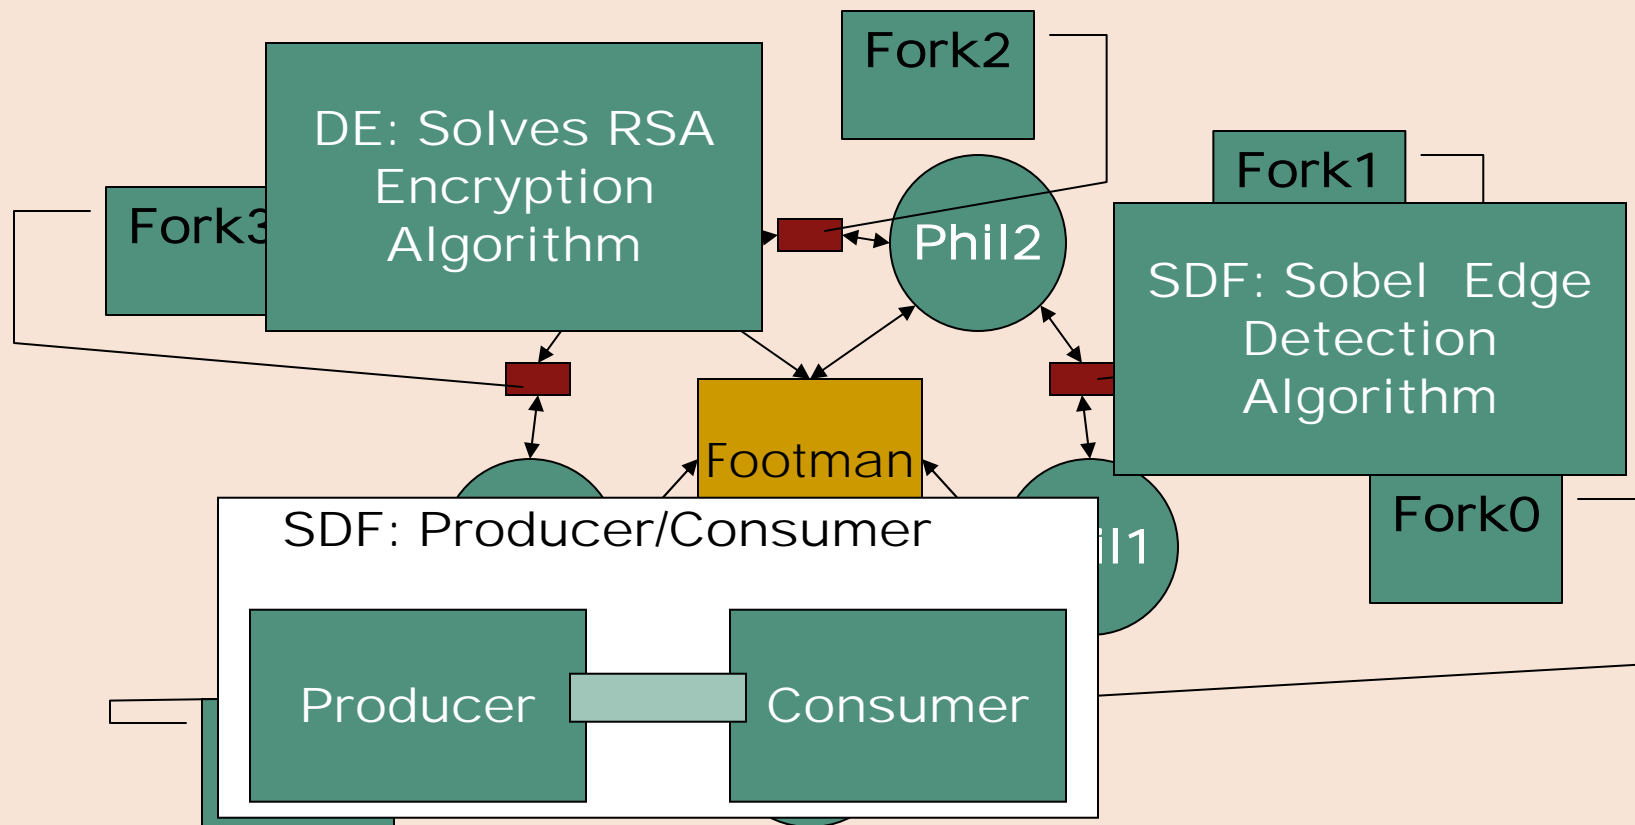 Fork2
DE: Solves RSA
Encryption
Algorithm
Fork1
Fork3
Phil2
SDF: Sobel Edge
Detection
Algorithm
Footman
Fork0
SDF: Producer/Consumer
il1
Producer
Consumer